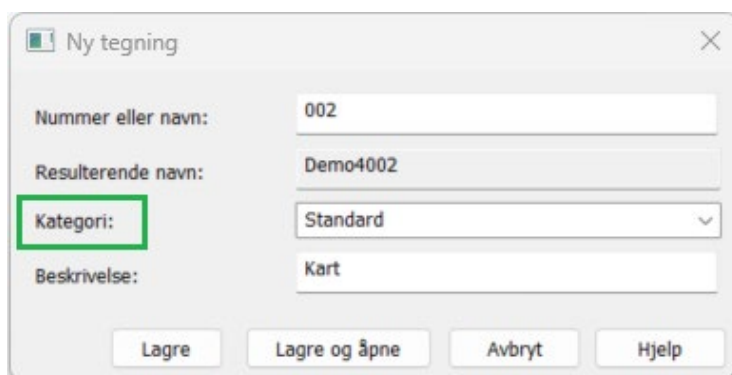 Ny tegning
Nummer eller navn: 002
Resulterende navn: Demo4002
Kategori: Standard
Beskrivelse: Kart
Lagre Lagre og åpne Avbryt Hjelp